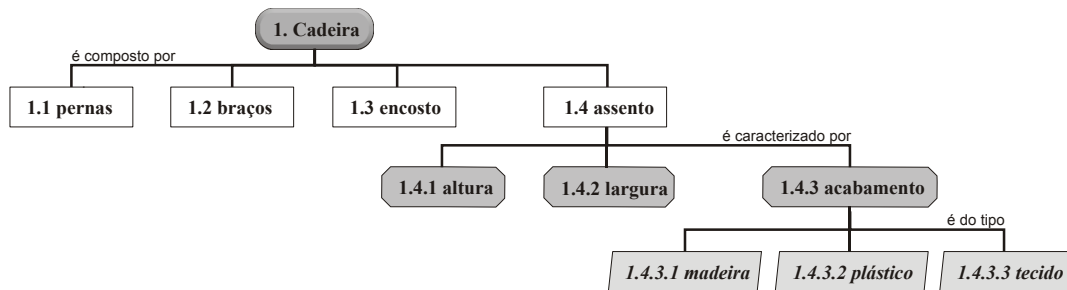 1. Cadeira
é composto por
1.1 pernas
1.2 braços
1.3 encosto
1.4 assento
é caracterizado por
1.4.1 altura
1.4.2 largura
1.4.3 acabamento
é do tipo
1.4.3.1 madeira
1.4.3.2 plástico
1.4.3.3 tecido